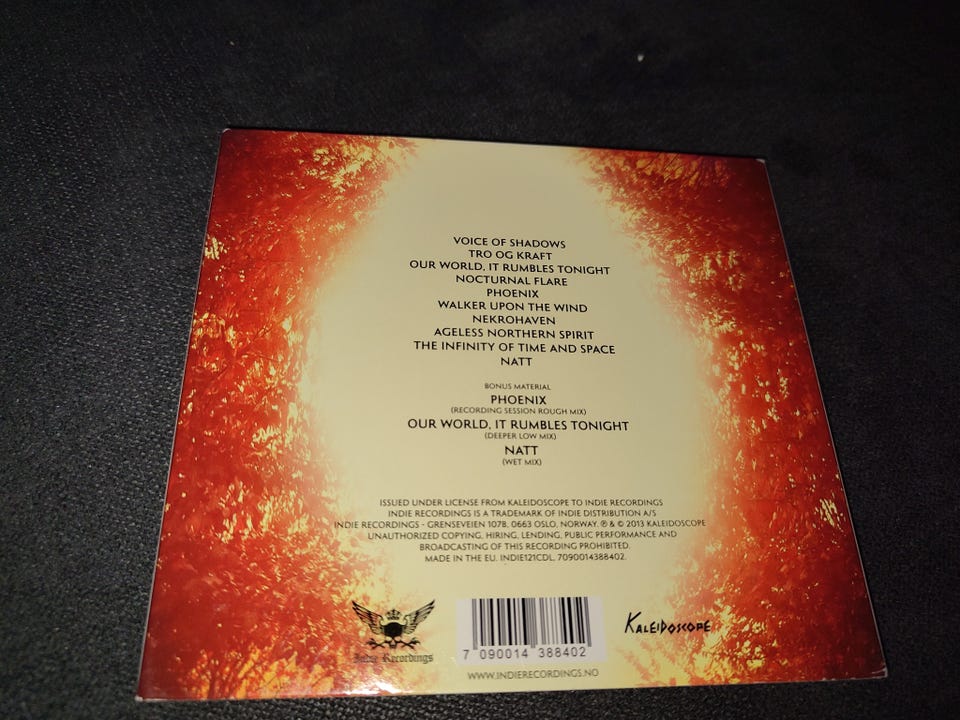 VOICE OF SHADOWS
TRO OG KRAFT
OUR WORLD, IT RUMBLES TONIGHT
NOCTURNAL FLARE
PHOENIX
WALKER UPON THE WIND
NEKROHAVEN
AGELESS NORTHERN SPIRIT
THE INFINITY OF TIME AND SPACE
NATT
BONUS MATERIAL
PHOENIX
(RECORDING SESSION ROUGH MIX)
OUR WORLD, IT RUMBLES TONIGHT
(DEEPER LOW MIX)
NATT
(WET MIX)
ISSUED UNDER LICENSE FROM KALEIDOSCOPE TO INDIE RECORDINGS
INDIE RECORDINGS IS A TRADEMARK OF INDIE DISTRIBUTION A/S
INDIE RECORDINGS - GRENSEVEIEN 107B, 0663 OSLO, NORWAY. ℗ & © 2013 KALEIDOSCOPE
UNAUTHORIZED COPYING, HIRING, LENDING, PUBLIC PERFORMANCE AND
BROADCASTING OF THIS RECORDING PROHIBITED.
MADE IN THE EU. INDIE121CDL. 7090014388402.
Indie Recordings
7 090014 388402
KALEIDOSCOPE
WWW.INDIERECORDINGS.NO